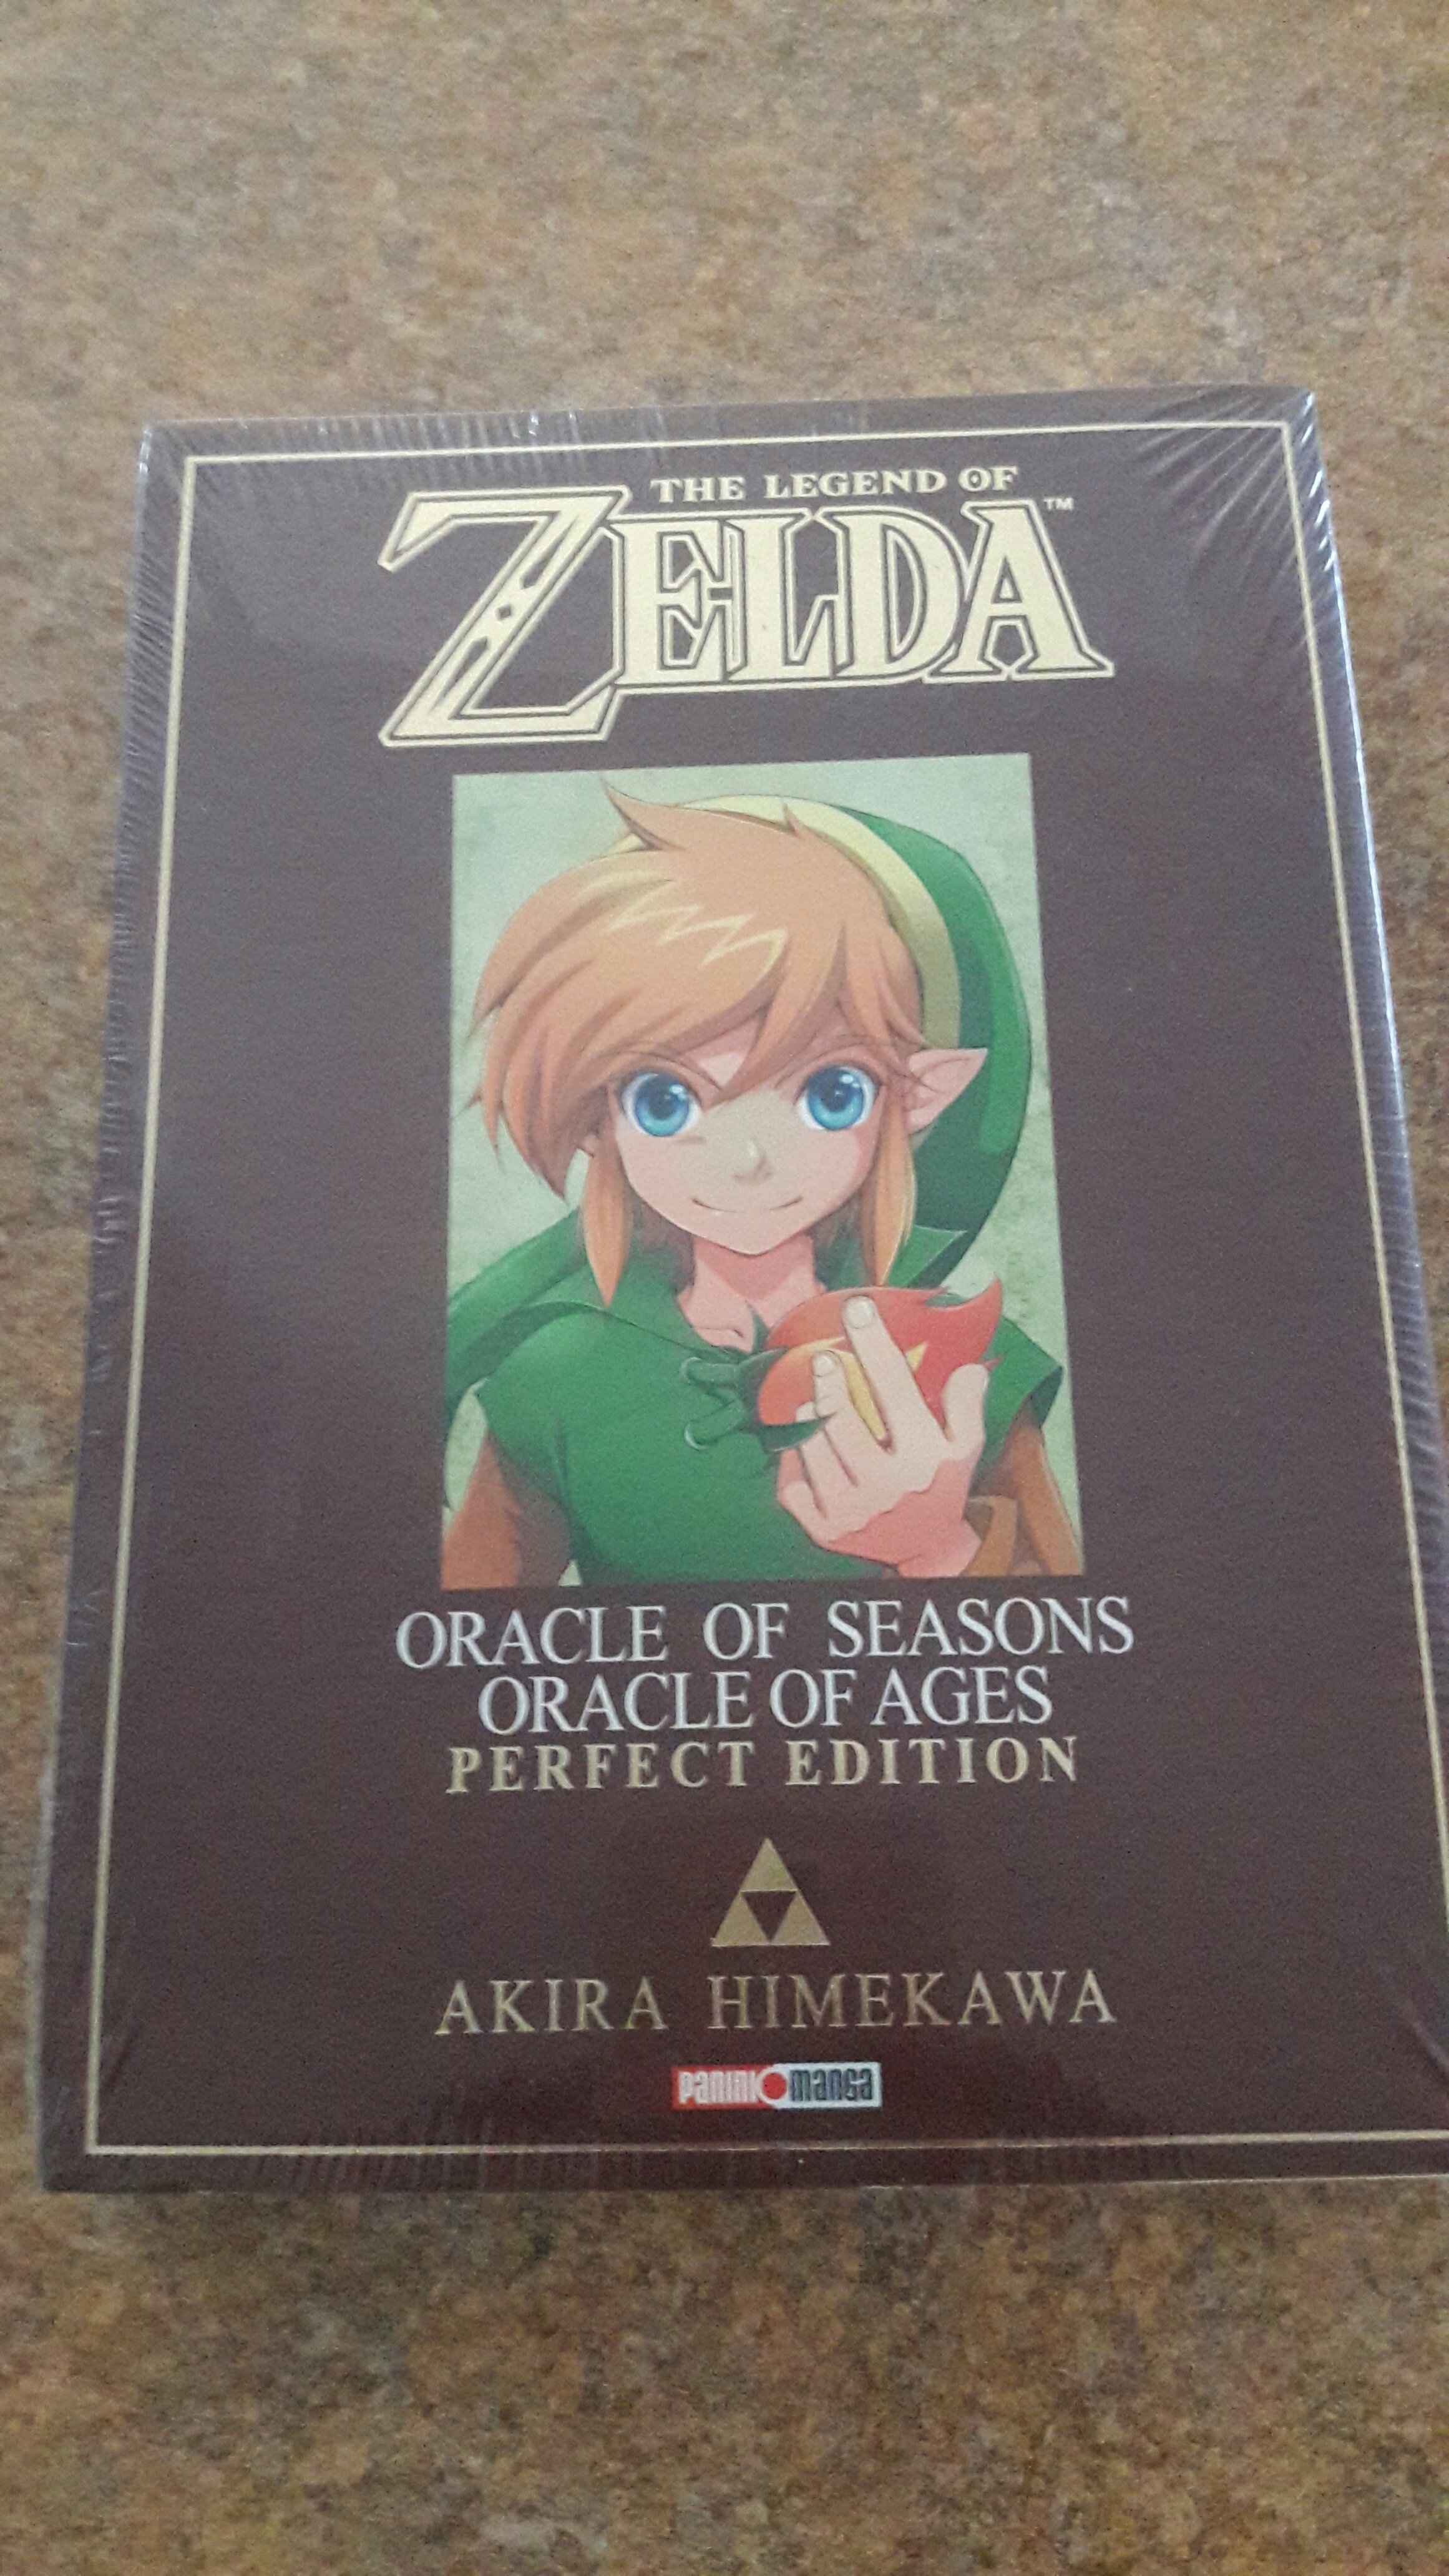 THE LEGEND OF
ZELDA™
ORACLE OF SEASONS
ORACLE OF AGES
PERFECT EDITION
AKIRA HIMEKAWA
PANINI manga